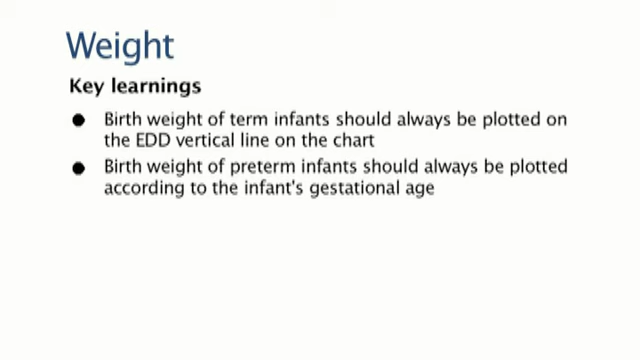 Weight
Key learnings
● Birth weight of term infants should always be plotted on
the EDD vertical line on the chart
● Birth weight of preterm infants should always be plotted
according to the infant's gestational age